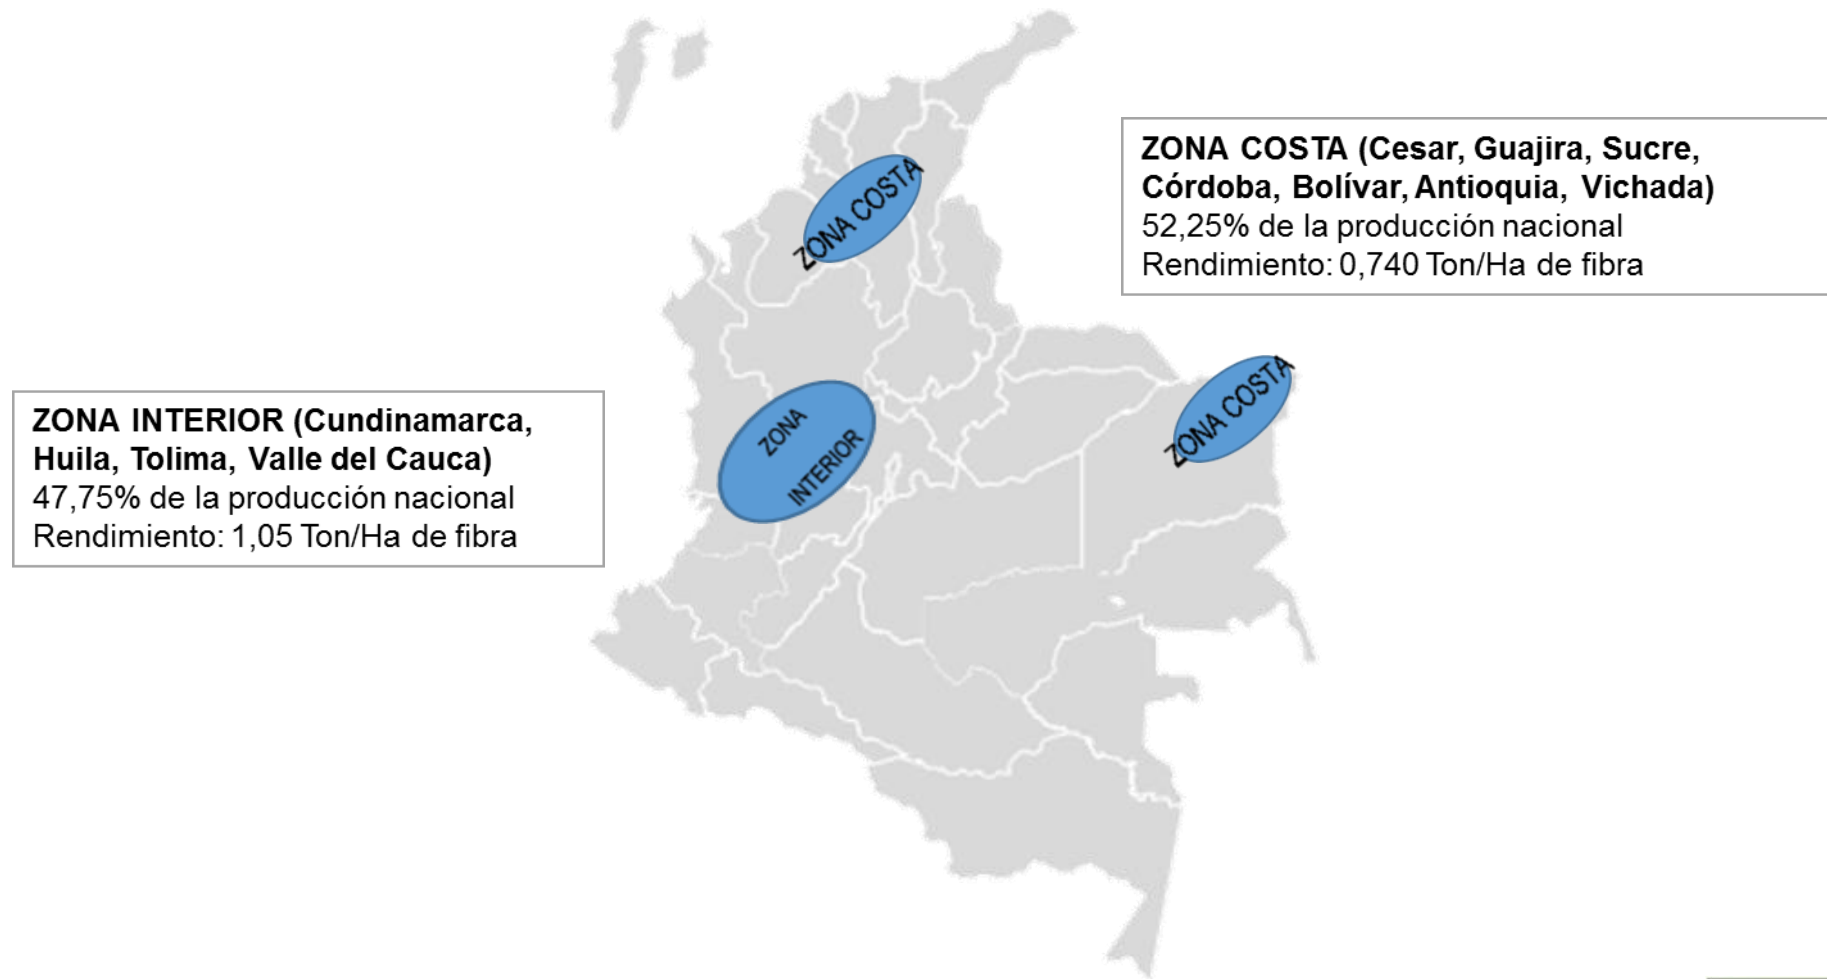 ZONA COSTA
ZONA COSTA (Cesar, Guajira, Sucre,
Córdoba, Bolívar, Antioquia, Vichada)
52,25% de la producción nacional
Rendimiento: 0,740 Ton/Ha de fibra
ZONA COSTA
ZONA INTERIOR (Cundinamarca,
Huila, Tolima, Valle del Cauca)
47,75% de la producción nacional
Rendimiento: 1,05 Ton/Ha de fibra
ZONA
INTERIOR